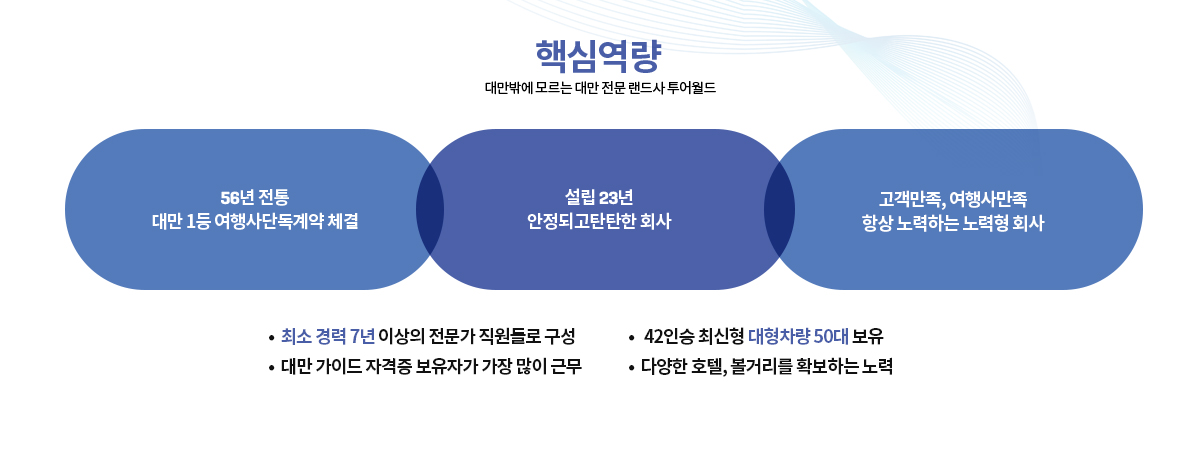 핵심역량
대만밖에 모르는 대만 전문 랜드사 투어월드
56년 전통
대만 1등 여행사단독계약 체결
설립 23년
안정되고탄탄한 회사
고객만족, 여행사만족
항상 노력하는 노력형 회사
• 최소 경력 7년 이상의 전문가 직원들로 구성
• 대만 가이드 자격증 보유자가 가장 많이 근무
• 42인승 최신형 대형차량 50대 보유
• 다양한 호텔, 볼거리를 확보하는 노력